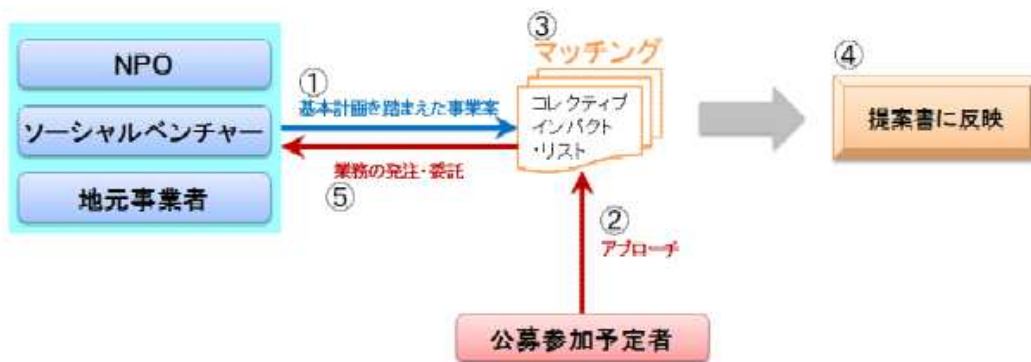 NPO
ソーシャルベンチャー
地元事業者
①
基本計画を踏まえた事業案
業務の発注・委託
⑤
③
マッチング
コレクティブ
インパクト
・リスト
②
アプローチ
公募参加予定者
④
提案書に反映